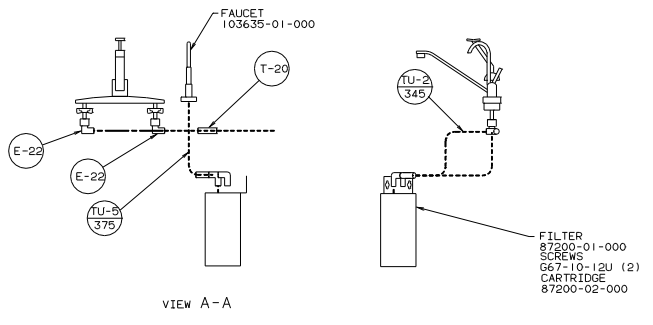 FAUCET
103635-01-000
T-20
TU-2
345
E-22
E-22
TU-5
375
FILTER
87200-01-000
SCREWS
G67-10-12U (2)
CARTRIDGE
87200-02-000
VIEW A-A